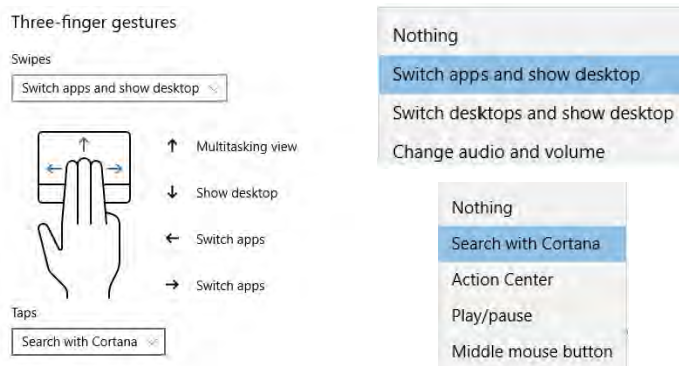 Three-finger gestures
Swipes
Switch apps and show desktop
↑ Multitasking view
↓ Show desktop
← Switch apps
→ Switch apps
Taps
Search with Cortana
Nothing
Switch apps and show desktop
Switch desktops and show desktop
Change audio and volume
Nothing
Search with Cortana
Action Center
Play/pause
Middle mouse button